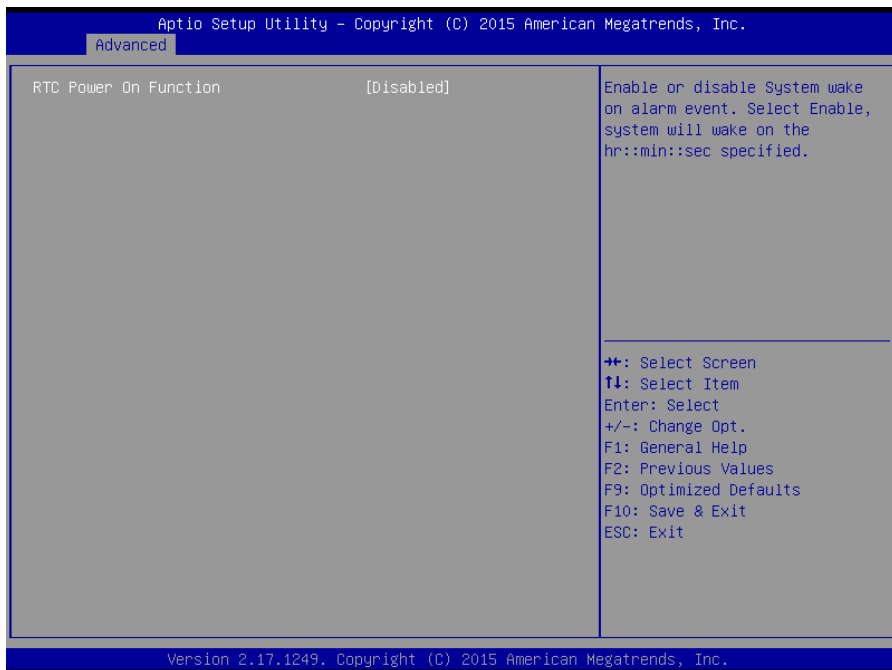 Aptio Setup Utility – Copyright (C) 2015 American Megatrends, Inc.
Advanced
RTC Power On Function [Disabled]
Enable or disable System wake
on alarm event. Select Enable,
system will wake on the
hr::min::sec specified.
→←: Select Screen
↑↓: Select Item
Enter: Select
+/-: Change Opt.
F1: General Help
F2: Previous Values
F9: Optimized Defaults
F10: Save & Exit
ESC: Exit
Version 2.17.1249. Copyright (C) 2015 American Megatrends, Inc.